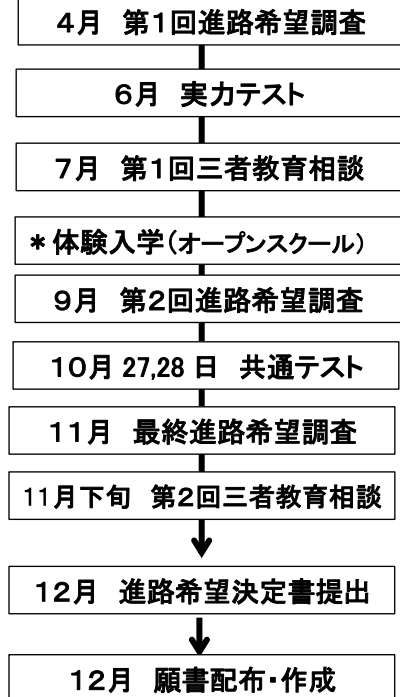 ４月　第１回進路希望調査
６月　実力テスト
７月　第１回三者教育相談
＊体験入学（オープンスクール）
９月　第２回進路希望調査
１０月 27,28 日　共通テスト
１１月　最終進路希望調査
11月下旬　第２回三者教育相談
１２月　進路希望決定書提出
１２月　願書配布・作成